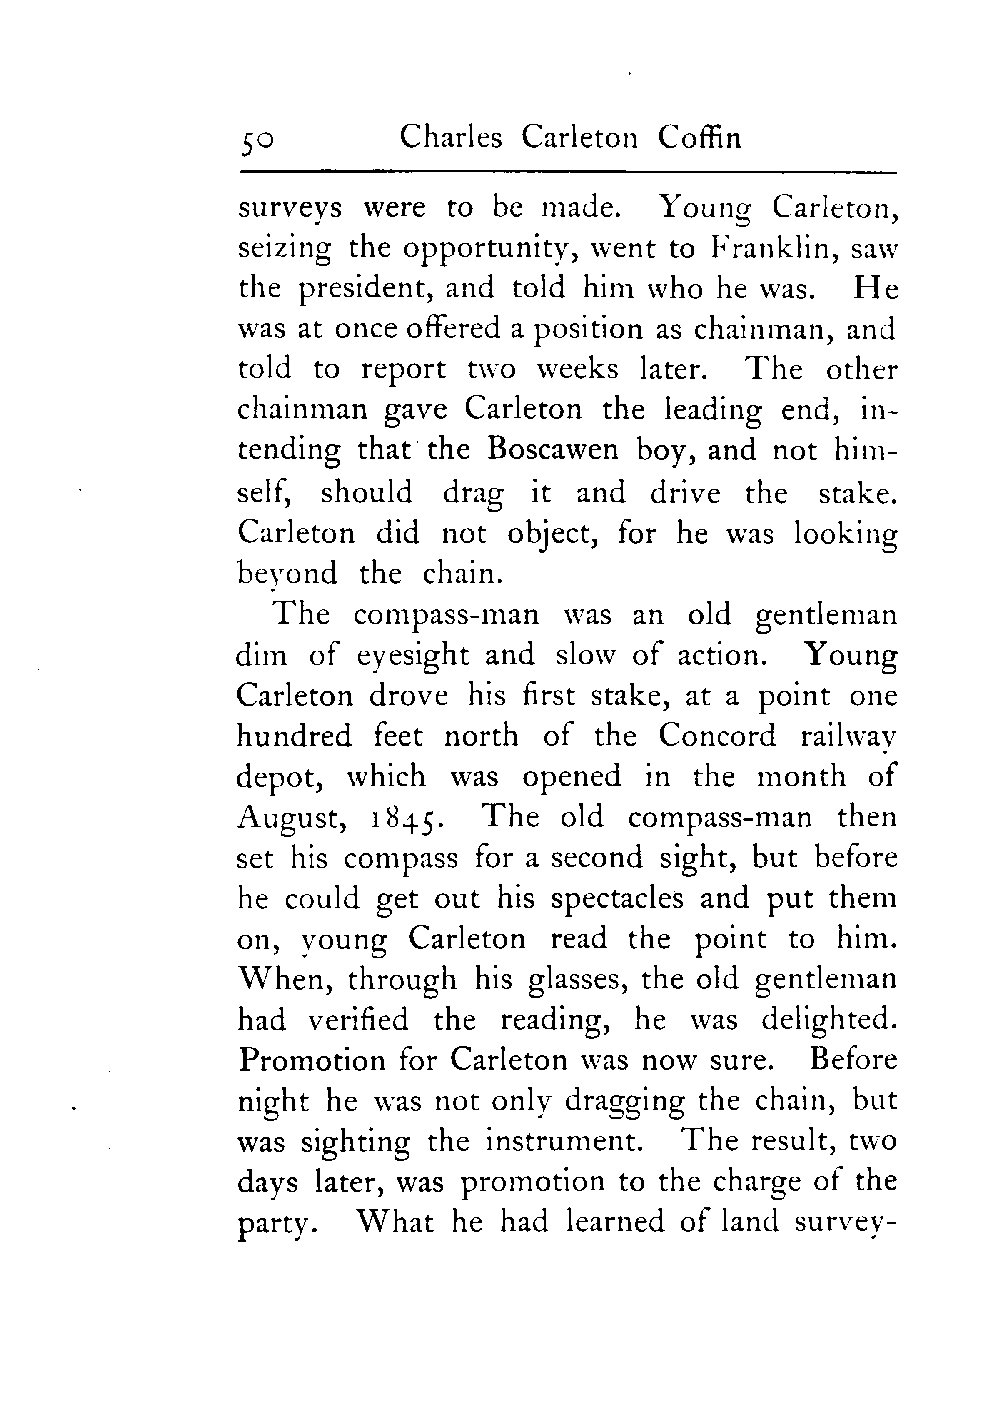 50 Charles Carleton Coffin
surveys were to be made. Young Carleton,
seizing the opportunity, went to Franklin, saw
the president, and told him who he was. He
was at once offered a position as chainman, and
told to report two weeks later. The other
chainman gave Carleton the leading end, in-
tending that the Boscawen boy, and not him-
self, should drag it and drive the stake.
Carleton did not object, for he was looking
beyond the chain.
The compass-man was an old gentleman
dim of eyesight and slow of action. Young
Carleton drove his first stake, at a point one
hundred feet north of the Concord railway
depot, which was opened in the month of
August, 1845. The old compass-man then
set his compass for a second sight, but before
he could get out his spectacles and put them
on, young Carleton read the point to him.
When, through his glasses, the old gentleman
had verified the reading, he was delighted.
Promotion for Carleton was now sure. Before
night he was not only dragging the chain, but
was sighting the instrument. The result, two
days later, was promotion to the charge of the
party. What he had learned of land survey-